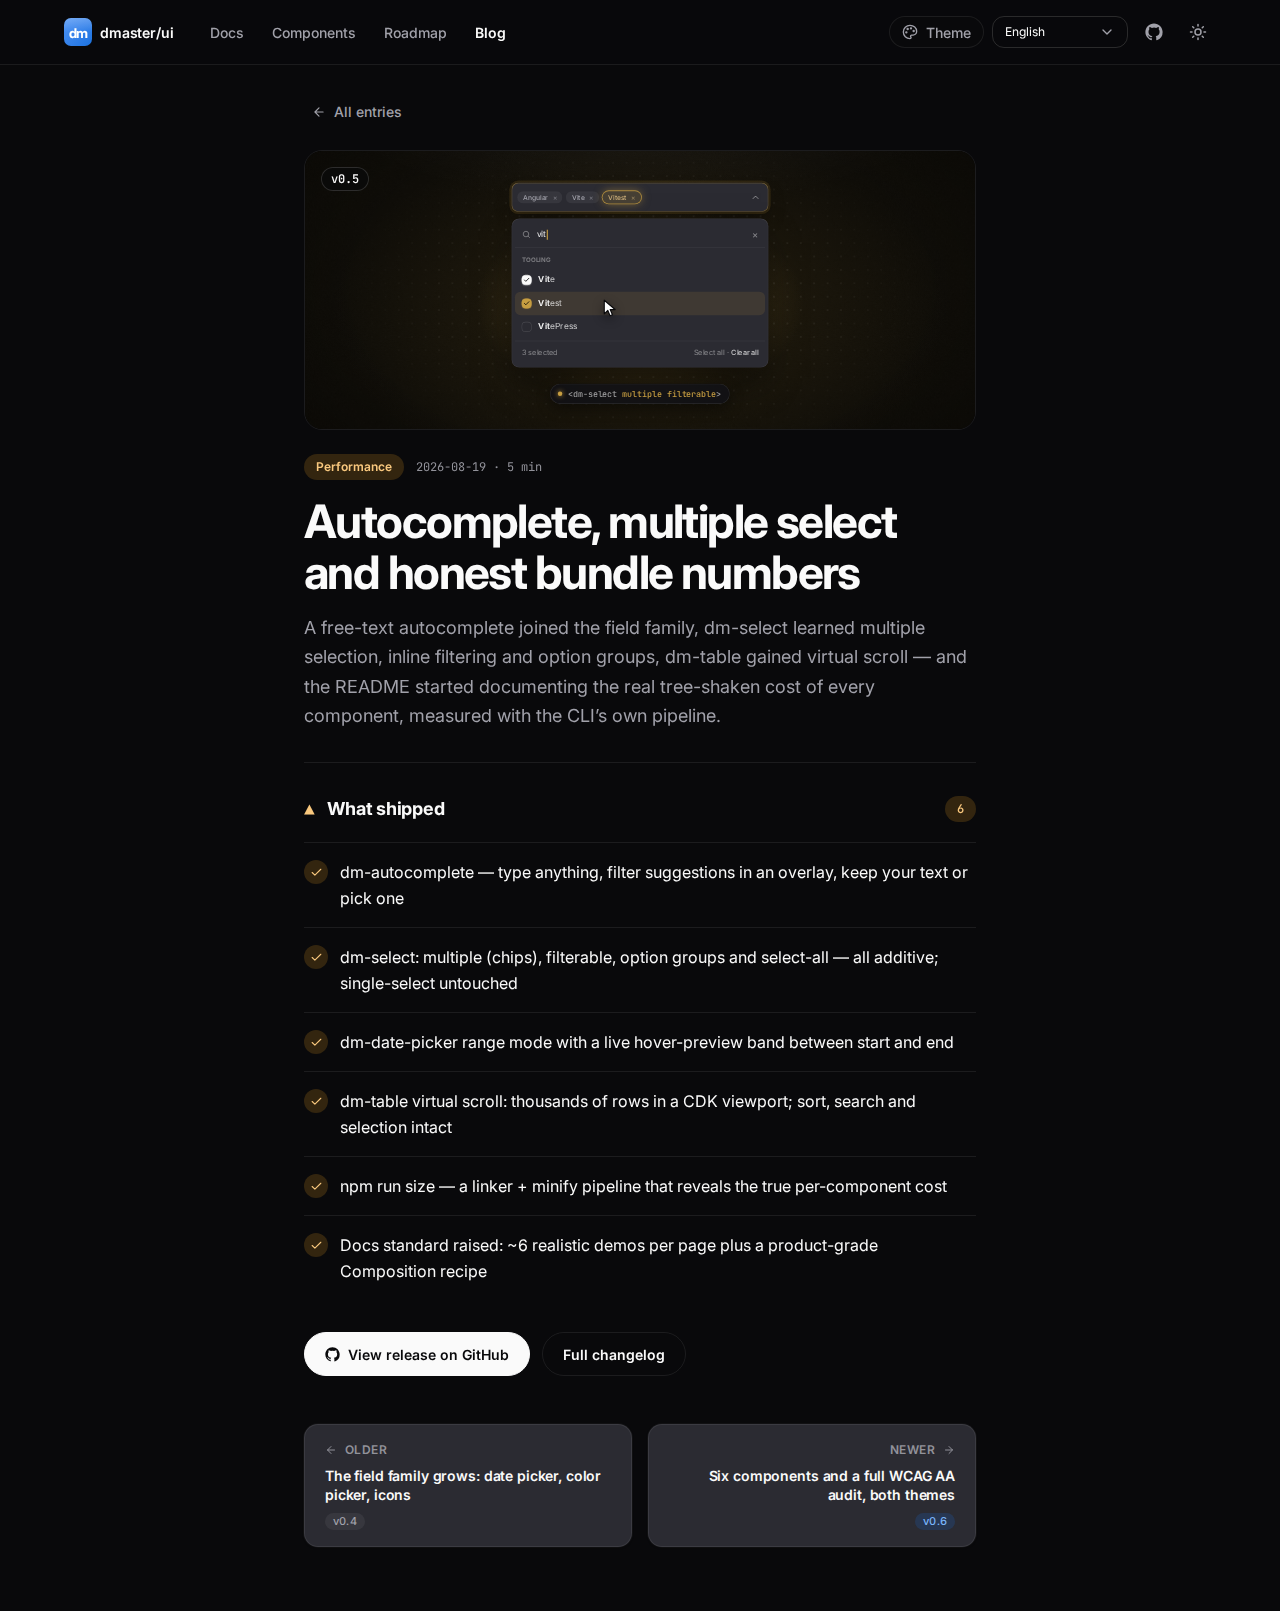 dm dmaster/ui Docs Components Roadmap Blog Theme English
All entries
v0.5
Angular × Vite × Vitest ×
vit ×
TOOLING
Vite
Vitest
VitePress
3 selected Select all · Clear all
<dm-select multiple filterable>
Performance 2026-08-19 · 5 min
Autocomplete, multiple select
and honest bundle numbers
A free-text autocomplete joined the field family, dm-select learned multiple
selection, inline filtering and option groups, dm-table gained virtual scroll — and
the README started documenting the real tree-shaken cost of every
component, measured with the CLI’s own pipeline.
▲ What shipped 6
dm-autocomplete — type anything, filter suggestions in an overlay, keep your text or
pick one
dm-select: multiple (chips), filterable, option groups and select-all — all additive;
single-select untouched
dm-date-picker range mode with a live hover-preview band between start and end
dm-table virtual scroll: thousands of rows in a CDK viewport; sort, search and
selection intact
npm run size — a linker + minify pipeline that reveals the true per-component cost
Docs standard raised: ~6 realistic demos per page plus a product-grade
Composition recipe
View release on GitHub Full changelog
← OLDER
The field family grows: date picker, color
picker, icons
v0.4
NEWER →
Six components and a full WCAG AA
audit, both themes
v0.6